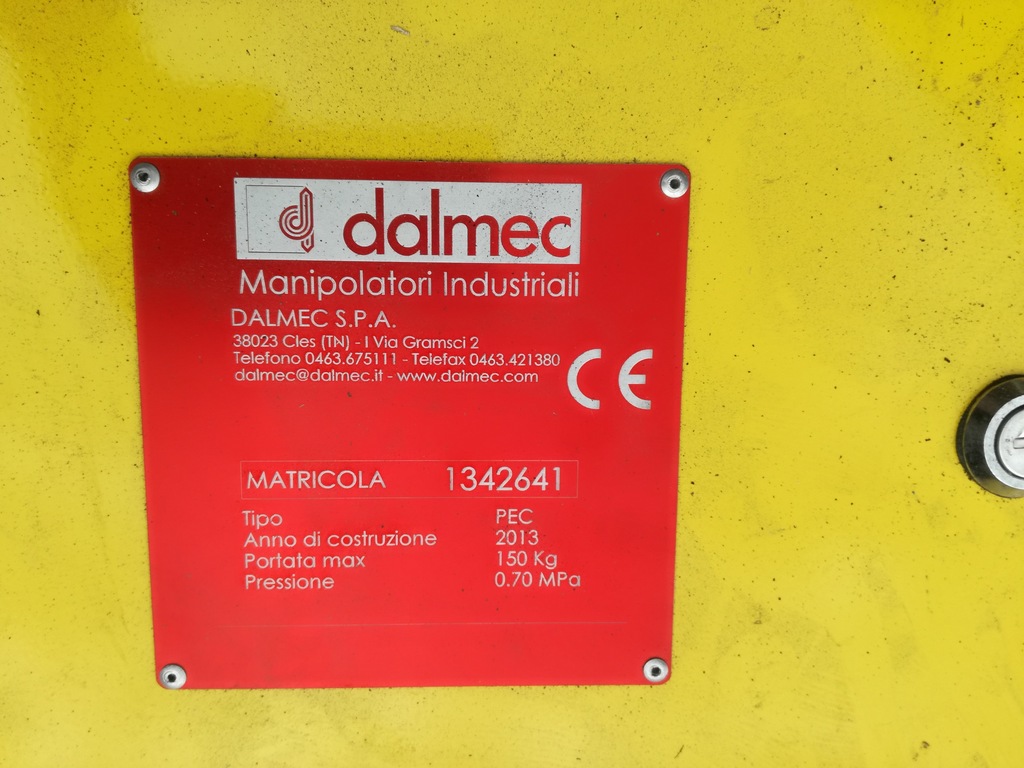 dalmec
Manipolatori Industriali
DALMEC S.P.A.
38023 Cles (TN) - I Via Gramsci 2
Telefono 0463.675111 - Telefax 0463.421380
dalmec@dalmec.it - www.dalmec.com
CE
MATRICOLA 1342641
Tipo PEC
Anno di costruzione 2013
Portata max 150 Kg
Pressione 0.70 MPa